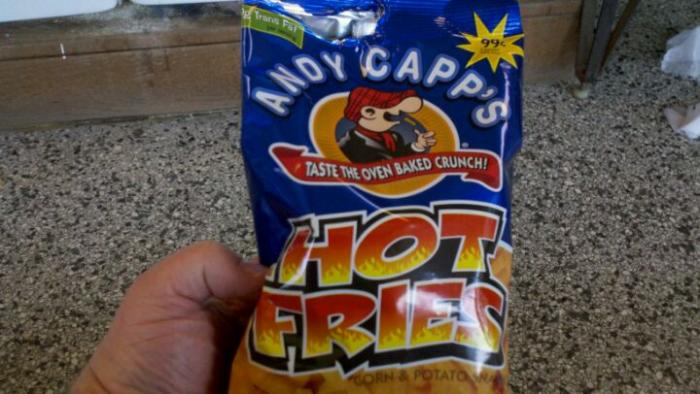 0g Trans Fat
99¢
ANDY CAPP'S
TASTE THE OVEN BAKED CRUNCH!
HOT
FRIES
CORN & POTATO